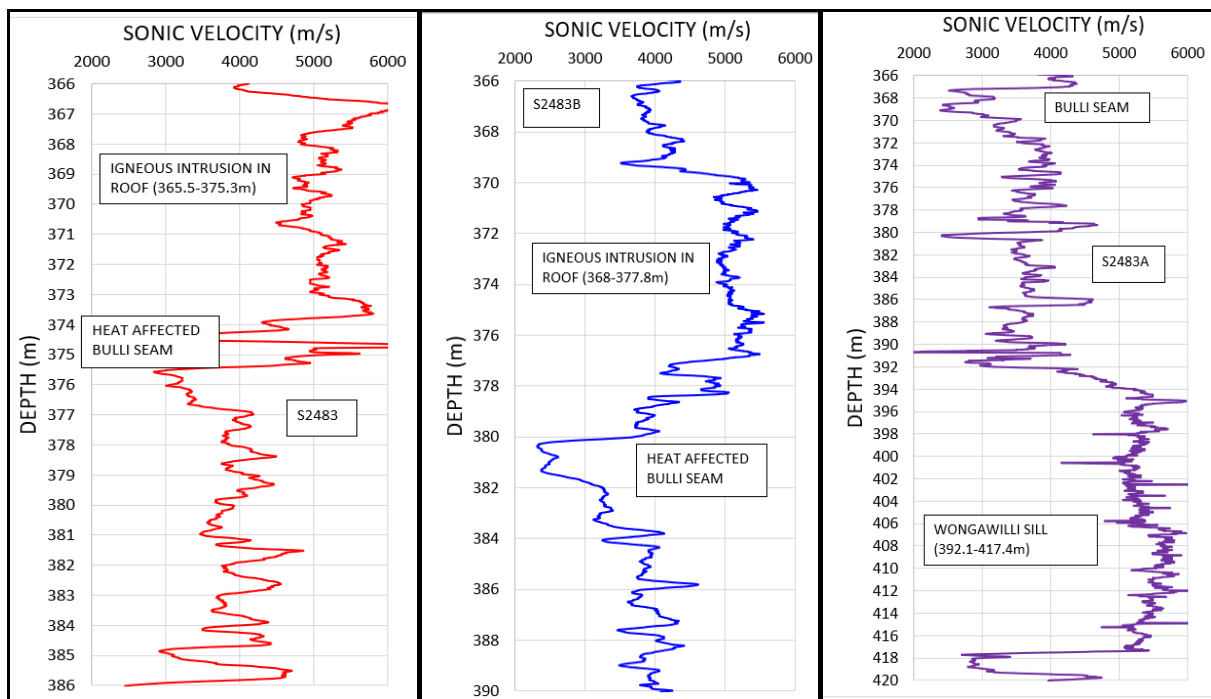 SONIC VELOCITY (m/s)
2000 3000 4000 5000 6000
DEPTH (m)
366
367
368
369
370
371
372
373
374
375
376
377
378
379
380
381
382
383
384
385
386
IGNEOUS INTRUSION IN
ROOF (365.5-375.3m)
HEAT AFFECTED
BULLI SEAM
S2483
SONIC VELOCITY (m/s)
2000 3000 4000 5000 6000
DEPTH (m)
366
368
370
372
374
376
378
380
382
384
386
388
390
S2483B
IGNEOUS INTRUSION IN
ROOF (368-377.8m)
HEAT AFFECTED
BULLI SEAM
SONIC VELOCITY (m/s)
2000 3000 4000 5000 6000
DEPTH (m)
366
368
370
372
374
376
378
380
382
384
386
388
390
392
394
396
398
400
402
404
406
408
410
412
414
416
418
420
BULLI SEAM
S2483A
WONGAWILLI SILL
(392.1-417.4m)